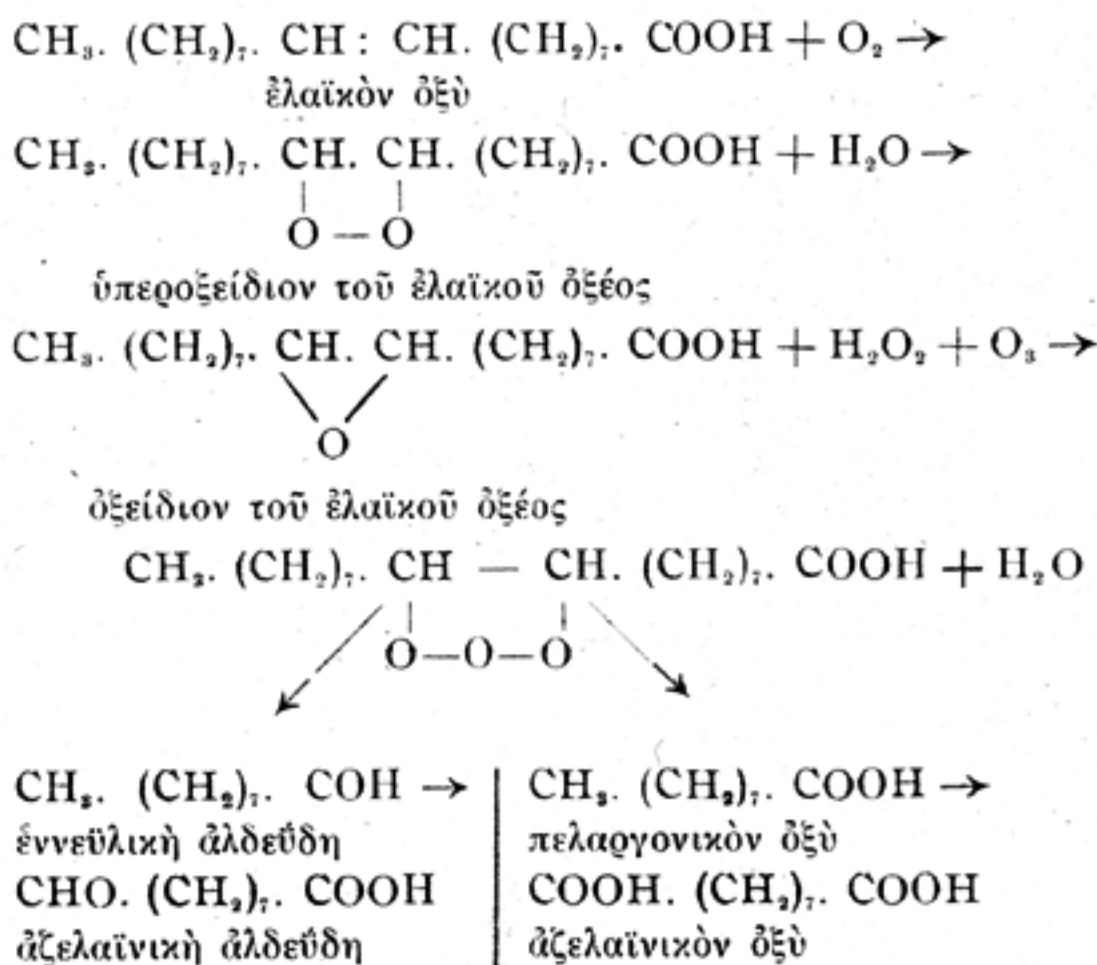 CH₃. (CH₂)₇. CH : CH. (CH₂)₇. COOH + O₂ →
ἐλαϊκὸν ὀξὺ
CH₃. (CH₂)₇. CH. CH. (CH₂)₇. COOH + H₂O →
O – O
ὑπεροξείδιον τοῦ ἐλαϊκοῦ ὀξέος
CH₃. (CH₂)₇. CH. CH. (CH₂)₇. COOH + H₂O₂ + O₃ →
O
ὀξείδιον τοῦ ἐλαϊκοῦ ὀξέος
CH₃. (CH₂)₇. CH — CH. (CH₂)₇. COOH + H₂O
O—O—O
CH₃. (CH₂)₇. COH →
ἐννεϋλικὴ ἀλδεΰδη
CHO. (CH₂)₇. COOH
ἀζελαϊνικὴ ἀλδεΰδη
CH₃. (CH₂)₇. COOH →
πελαργονικὸν ὀξὺ
COOH. (CH₂)₇. COOH
ἀζελαϊνικὸν ὀξὺ